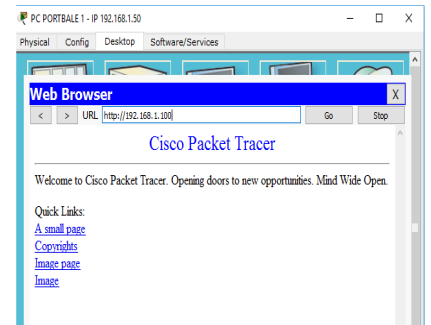 PC PORTBALE 1 - IP 192.168.1.50
Physical Config Desktop Software/Services
Web Browser X
< > URL http://192.168.1.100 Go Stop
Cisco Packet Tracer
Welcome to Cisco Packet Tracer. Opening doors to new opportunities. Mind Wide Open.
Quick Links:
A small page
Copyrights
Image page
Image